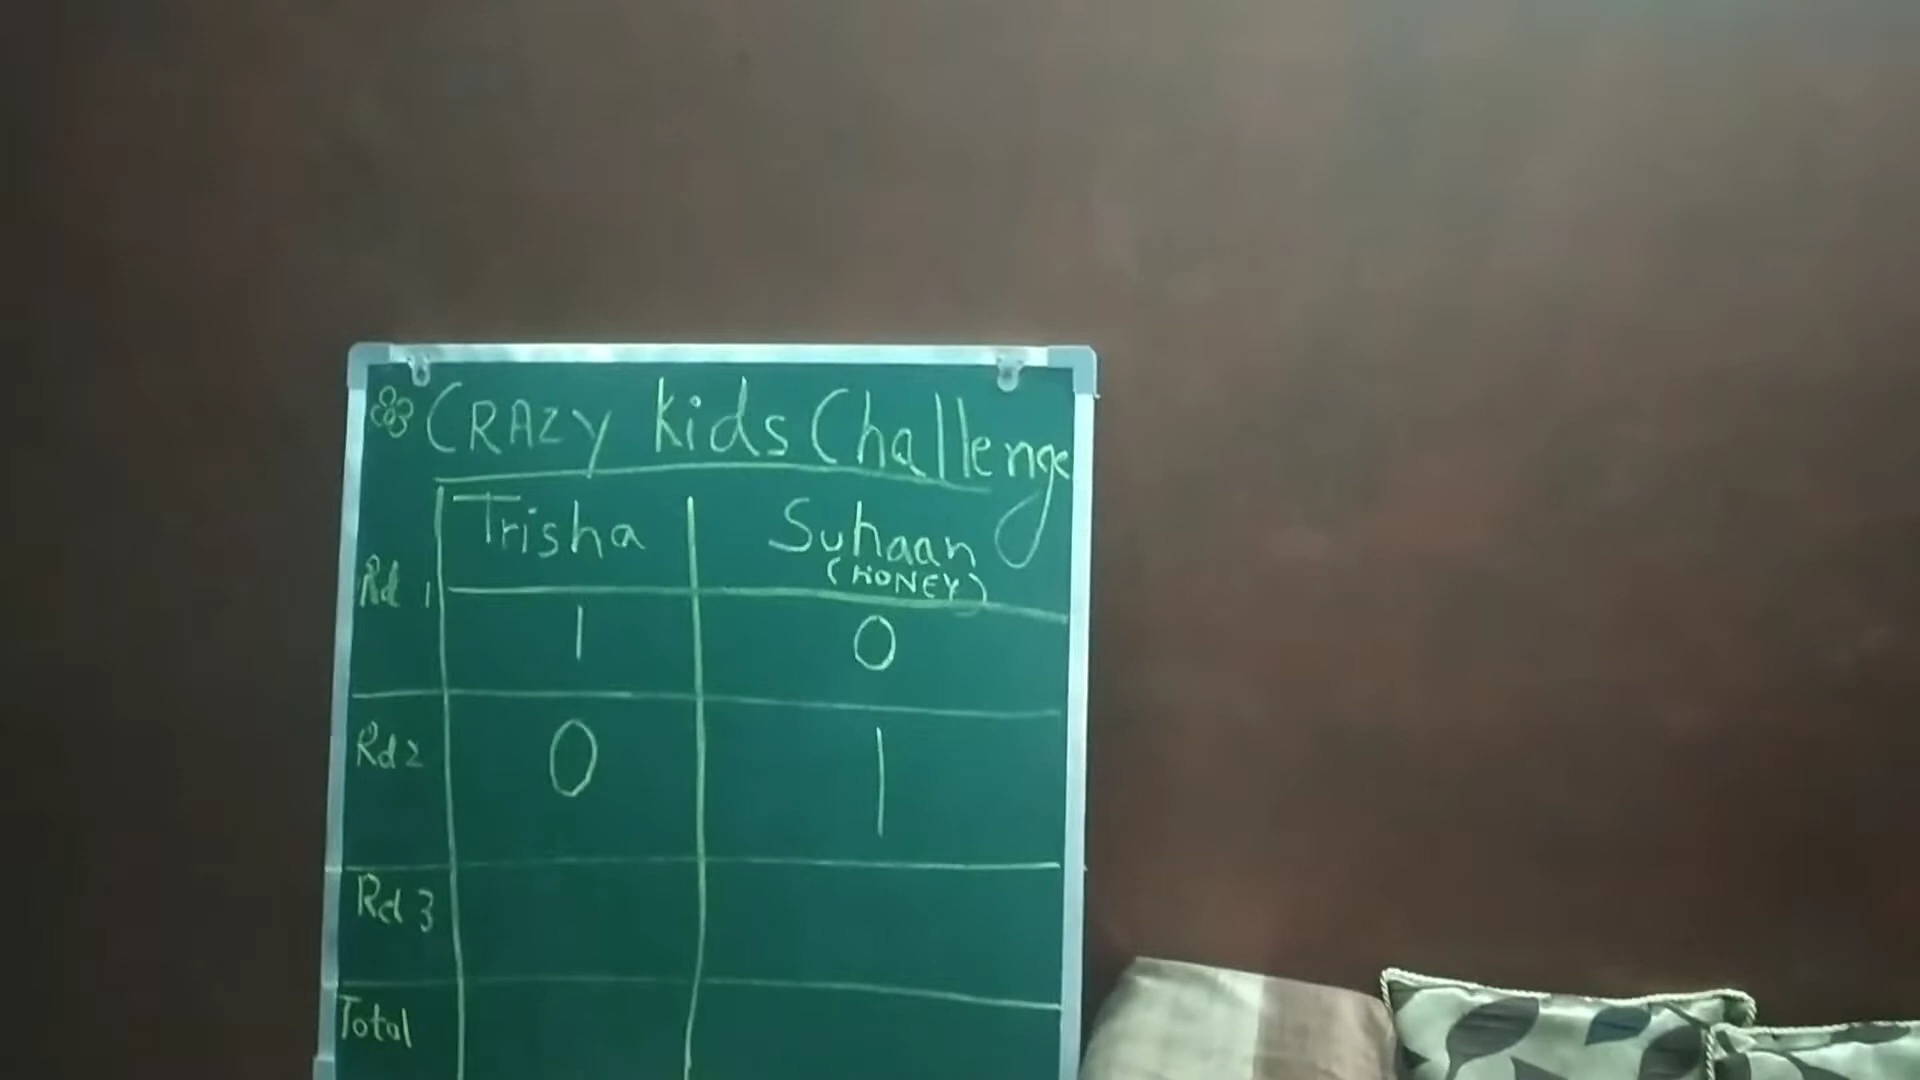 CRAZY Kids Challenge
Trisha Suhaan
(HONEY)
Rd 1
1 0
Rd 2 0 1
Rd 3
Total